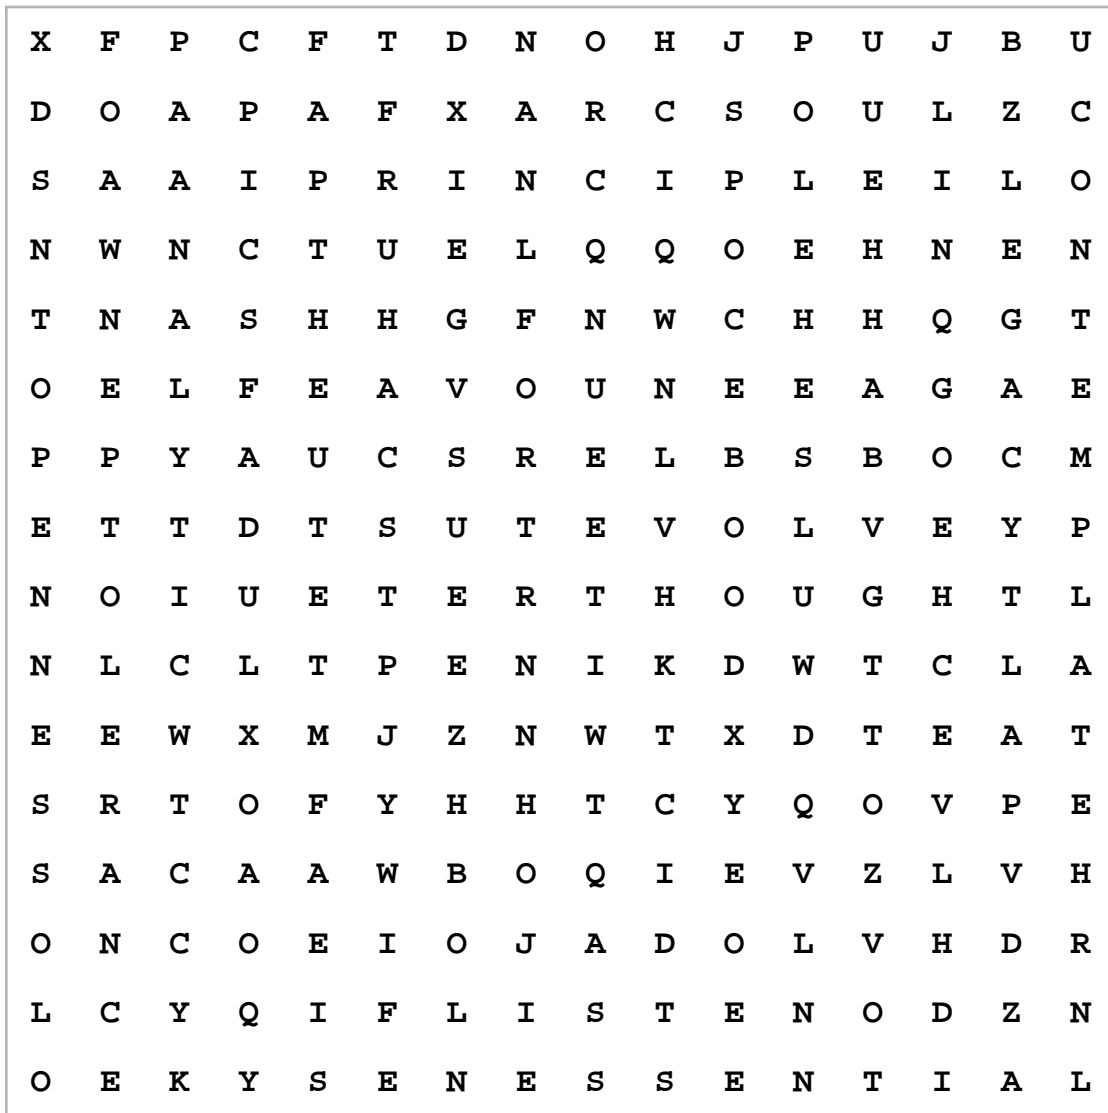 X F P C F T D N O H J P U J B U
D O A P A F X A R C S O U L Z C
S A A I P R I N C I P L E I L O
N W N C T U E L Q Q O E H N E N
T N A S H H G F N W C H H Q G T
O E L F E A V O U N E E A G A E
P P Y A U C S R E L B S B O C M
E T T D T S U T E V O L V E Y P
N O I U E T E R T H O U G H T L
N L C L T P E N I K D W T C L A
E E W X M J Z N W T X D T E A T
S R T O F Y H H T C Y Q O V P E
S A C A A W B O Q I E V Z L V H
O N C O E I O J A D O L V H D R
L C Y Q I F L I S T E N O D Z N
O E K Y S E N E S S E N T I A L